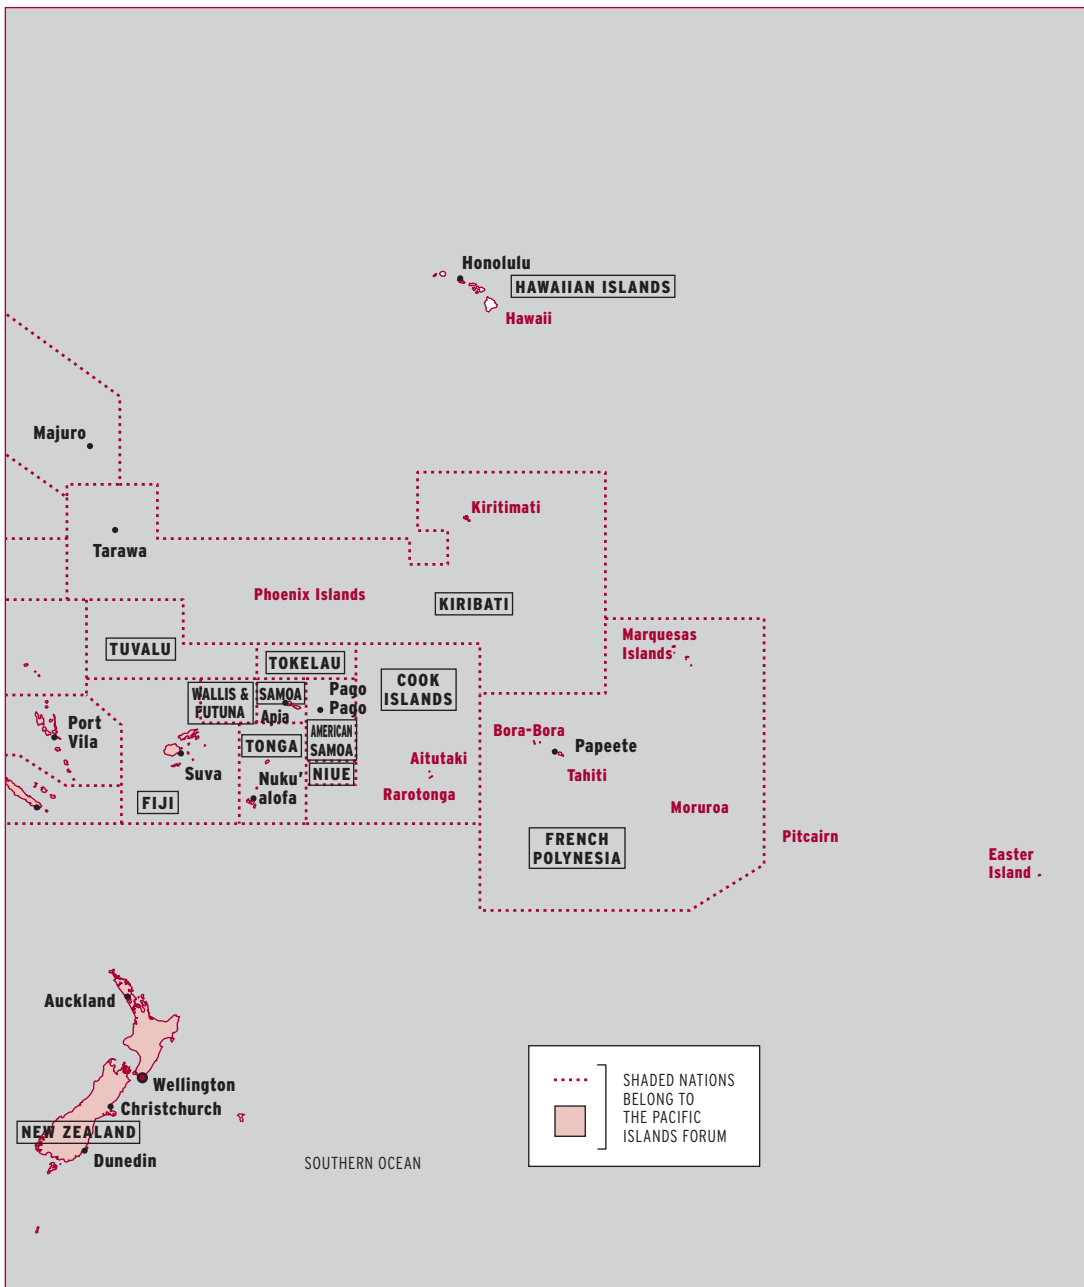 Honolulu
HAWAIIAN ISLANDS
Hawaii
Majuro
Kiritimati
Tarawa
Phoenix Islands
KIRIBATI
Marquesas
Islands
TUVALU
TOKELAU
COOK
ISLANDS
WALLIS &
FUTUNA
SAMOA
Apia
Pago
Pago
Port
Vila
AMERICAN
SAMOA
TONGA
NIUE
Bora-Bora
Papeete
Tahiti
Aitutaki
Suva
Nuku'
alofa
Rarotonga
FIJI
Moruroa
Pitcairn
FRENCH
POLYNESIA
Easter
Island
Auckland
Wellington
Christchurch
NEW ZEALAND
Dunedin
SOUTHERN OCEAN
SHADED NATIONS
BELONG TO
THE PACIFIC
ISLANDS FORUM